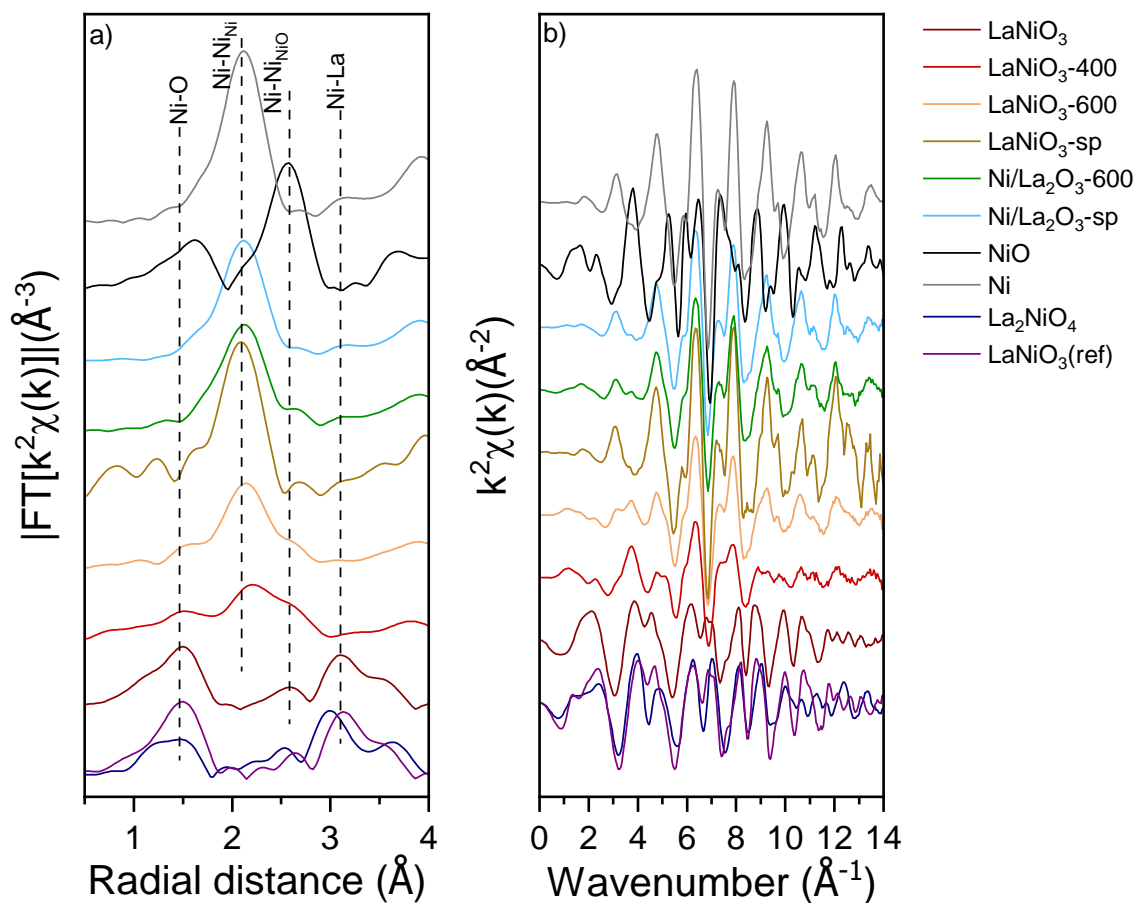 a)
Ni-O
Ni-Ni_Ni
Ni-Ni_NiO
Ni-La
|FT[k²χ(k)]|(Å⁻³)
1 2 3 4
Radial distance (Å)
b)
k²χ(k)(Å⁻²)
0 2 4 6 8 10 12 14
Wavenumber (Å⁻¹)
LaNiO₃
LaNiO₃-400
LaNiO₃-600
LaNiO₃-sp
Ni/La₂O₃-600
Ni/La₂O₃-sp
NiO
Ni
La₂NiO₄
LaNiO₃(ref)